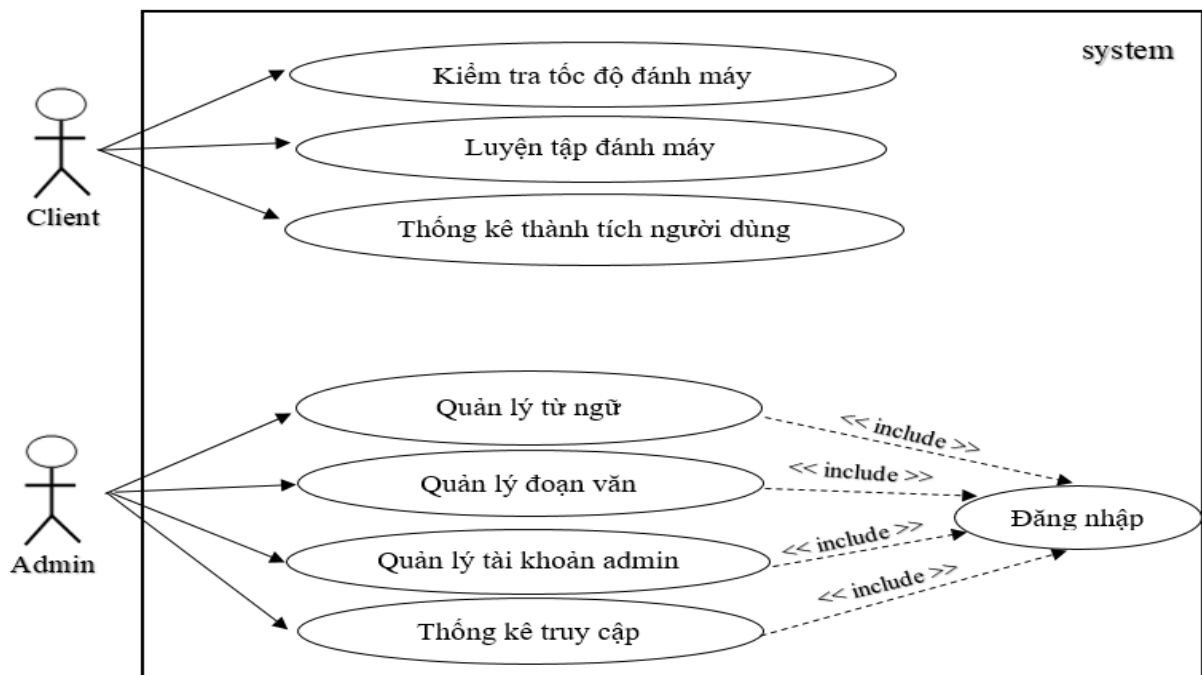 system
Kiểm tra tốc độ đánh máy
Luyện tập đánh máy
Client
Thống kê thành tích người dùng
Quản lý từ ngữ
<< include >>
Quản lý đoạn văn
<< include >>
Đăng nhập
Admin
Quản lý tài khoản admin
<< include >>
Thống kê truy cập
<< include >>